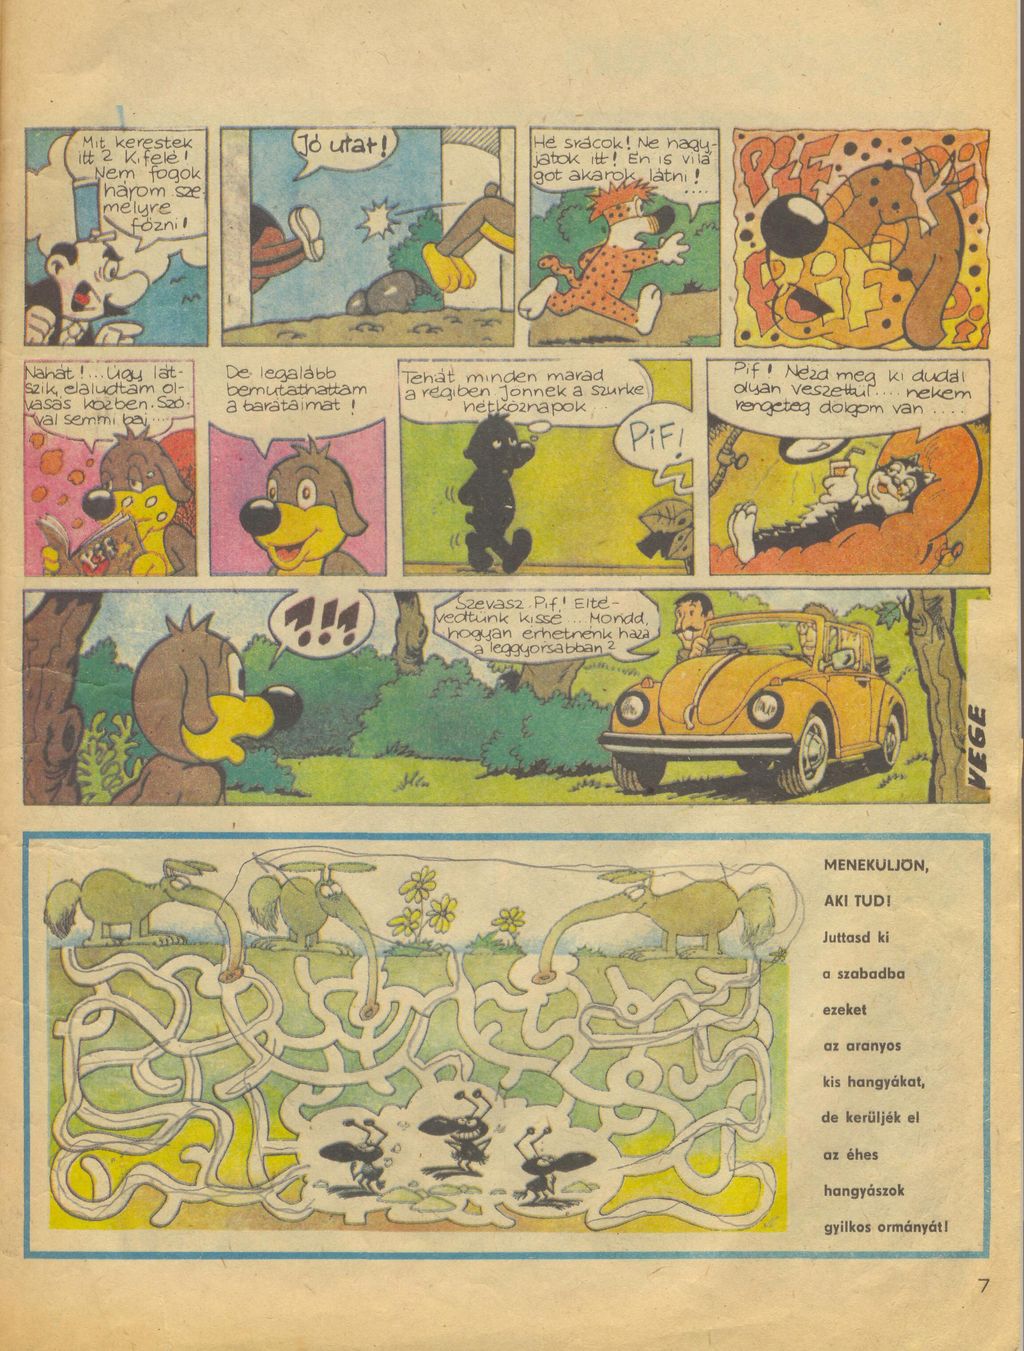 Mit kerestek
itt ? Kifelé !
Nem fogok
három sze-
mélyre
főzni !
Jó utat !
Hé srácok ! Ne hagy-
jatok itt ! Én is vilá
got akarok látni !
....
PIF
PIF
Nahát ! ... Úgy lát-
szik, elaludtam ol-
vasás közben. Szó-
val semmi baj ....
De legalább
bemutathattam
a barátaimat !
Tehát minden marad
a régiben. Jönnek a szürke
hétköznapok
PiF!
Pif ! Nézd meg ki dudál
olyan veszettül .... nekem
rengeteg dolgom van .....
?!?!
Szevasz Pif ! Elté-
vedtünk kissé ... Mondd,
hogyan érhetnénk haza
a leggyorsabban ?
VÉGE
MENEKÜLJÖN,
AKI TUD!
Juttasd ki
a szabadba
ezeket
az aranyos
kis hangyákat,
de kerüljék el
az éhes
hangyászok
gyilkos ormányát!
7